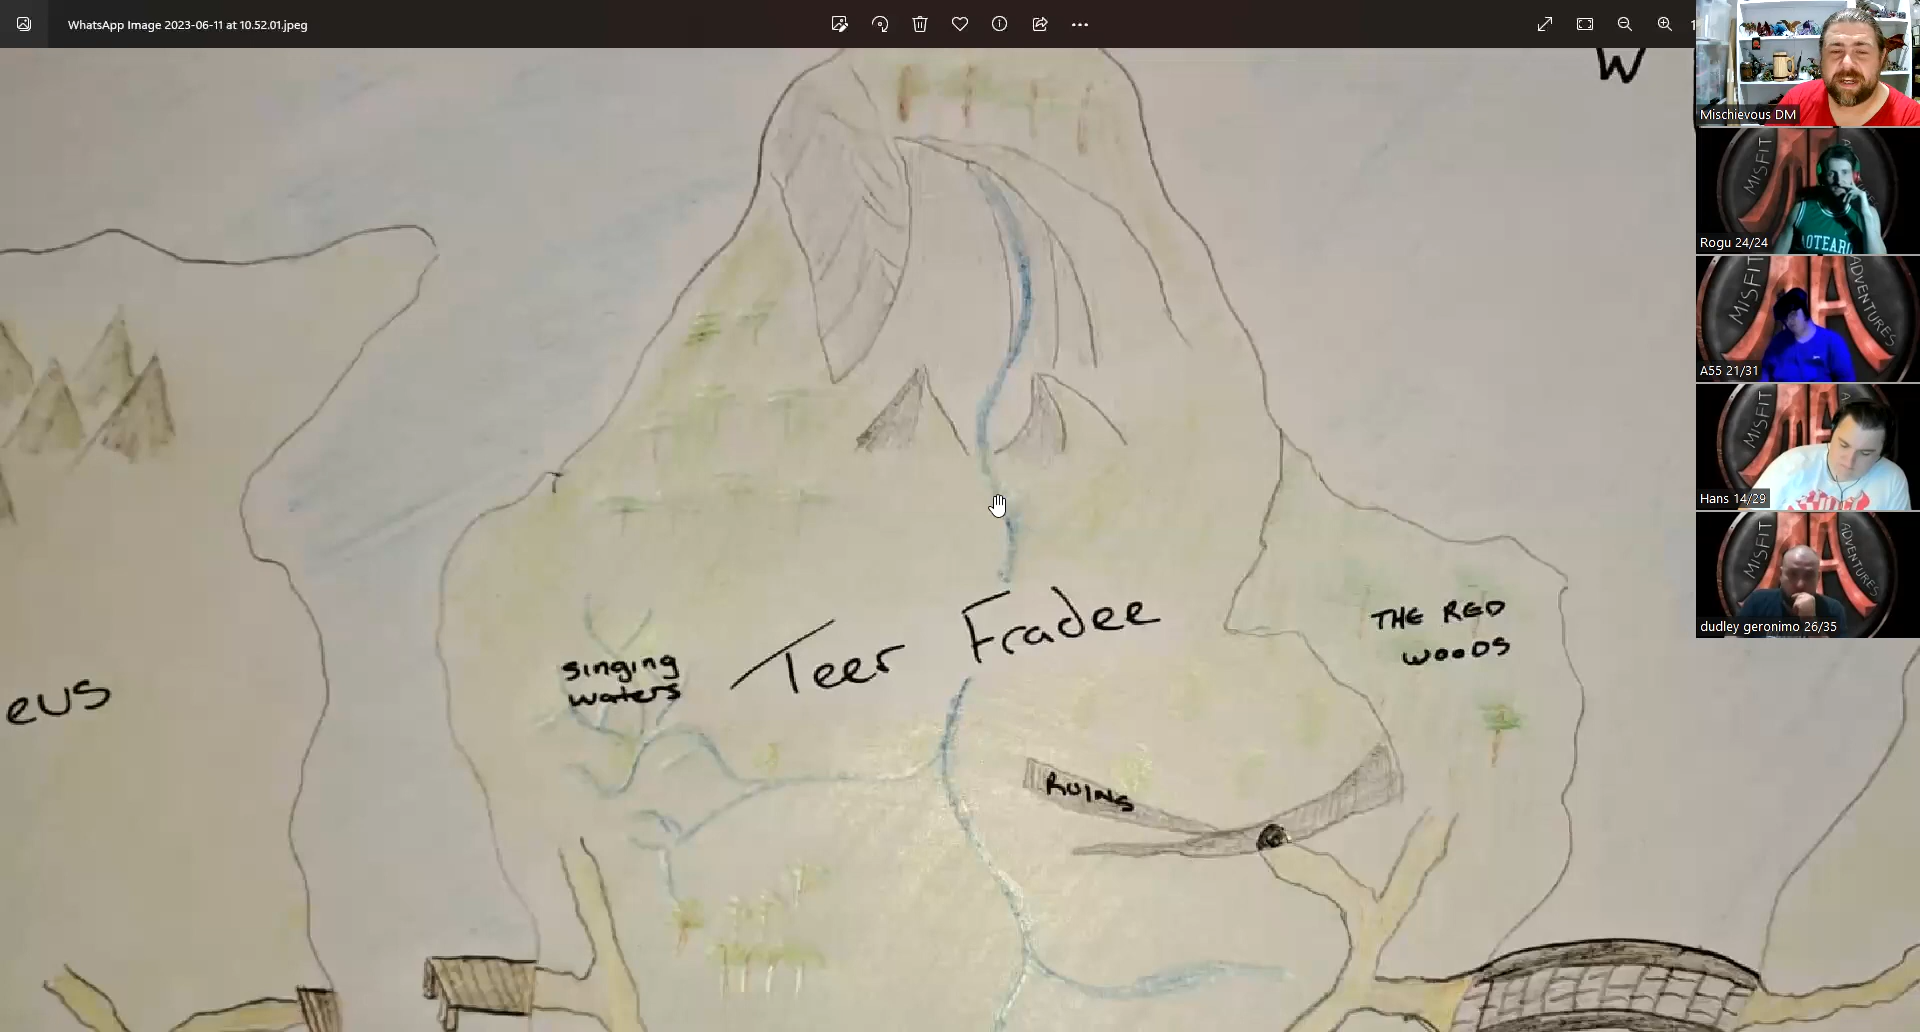 WhatsApp Image 2023-06-11 at 10.52.01.jpeg
W
Mischievous DM
MISFIT
AOTEARO
Rogu 24/24
MISFIT
ADVENTURES
A55 21/31
MISFIT
Hans 14/29
MISFIT
ADVENTURES
dudley geronimo 26/35
THE RED
WOODS
Teer Fradee
singing
waters
eus
RUINS